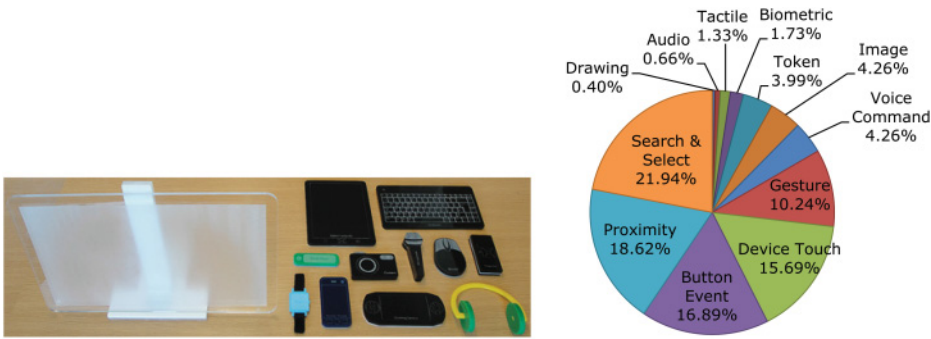 Tactile
1.33%
Biometric
1.73%
Audio
0.66%
Token
3.99%
Image
4.26%
Drawing
0.40%
Voice
Command
4.26%
Search &
Select
21.94%
Gesture
10.24%
Proximity
18.62%
Device Touch
15.69%
Button
Event
16.89%